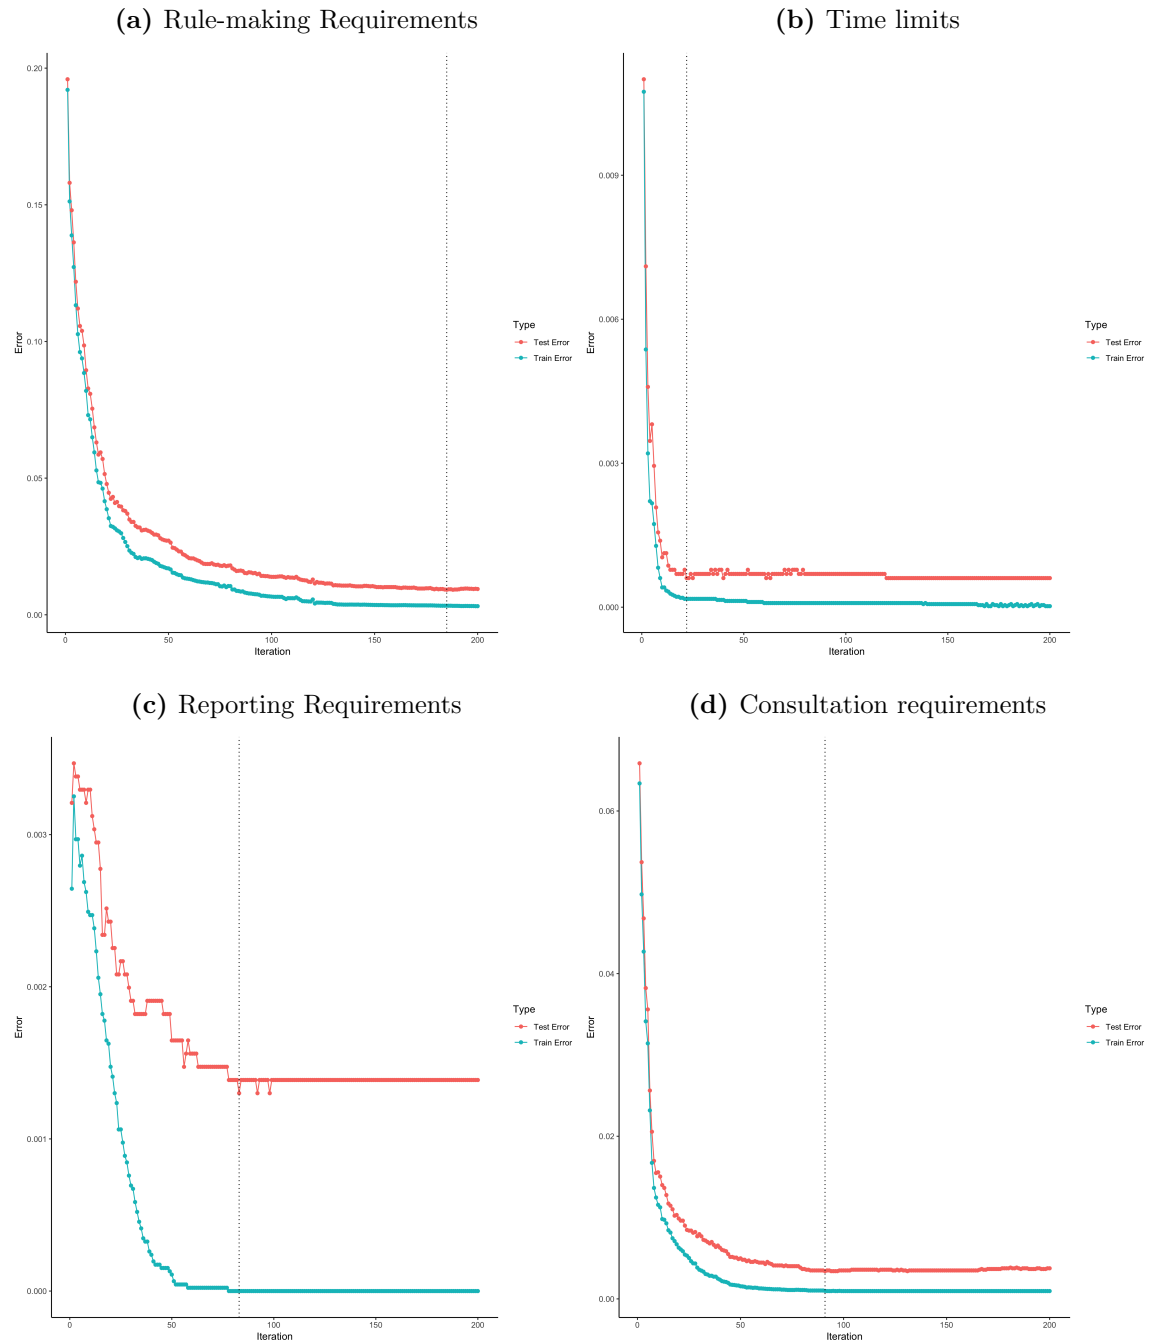 (a) Rule-making Requirements
0.20
0.15
0.10
0.05
0.00
Error
0
50
100
150
200
Iteration
Type
Test Error
Train Error
(b) Time limits
0.009
0.006
0.003
0.000
Error
0
50
100
150
200
Iteration
Type
Test Error
Train Error
(c) Reporting Requirements
0.003
0.002
0.001
0.000
Error
0
50
100
150
200
Iteration
Type
Test Error
Train Error
(d) Consultation requirements
0.06
0.04
0.02
0.00
Error
0
50
100
150
200
Iteration
Type
Test Error
Train Error